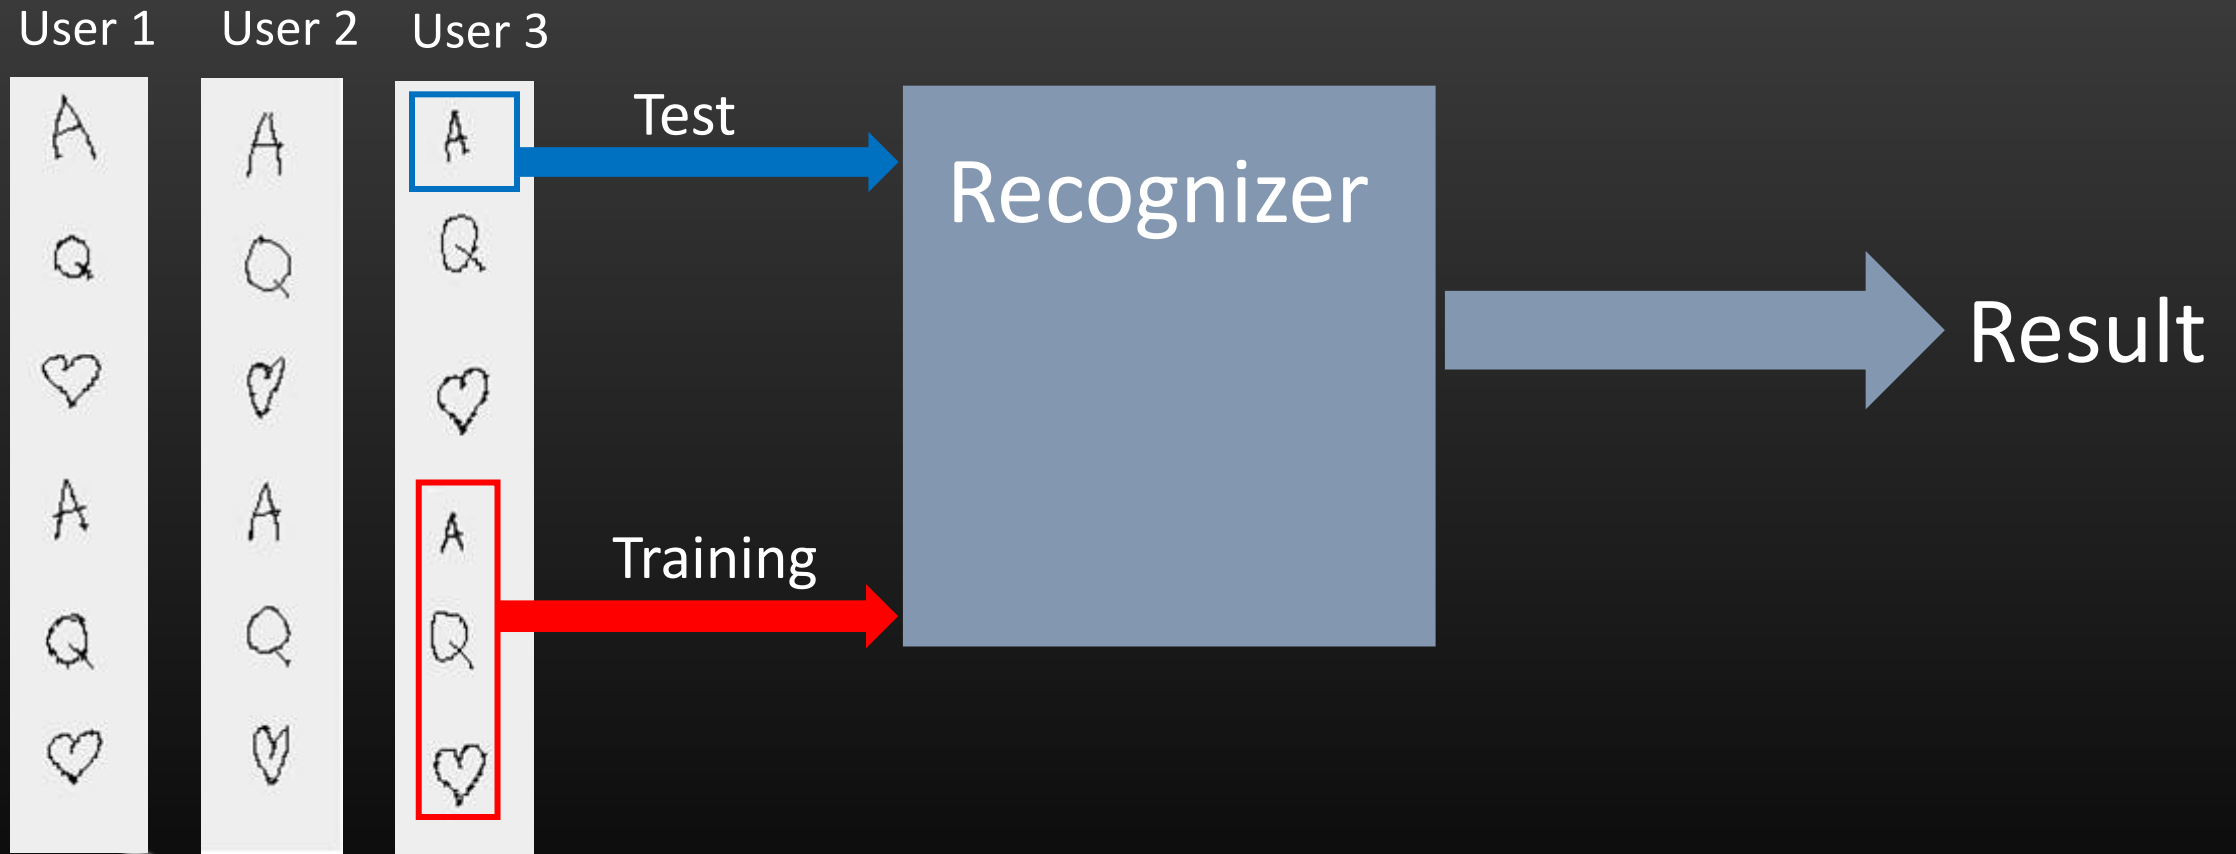 User 1
User 2
User 3
A
Q
A
Q
A
Q
A
Q
A
Q
A
Q
Test
Training
Recognizer
Result